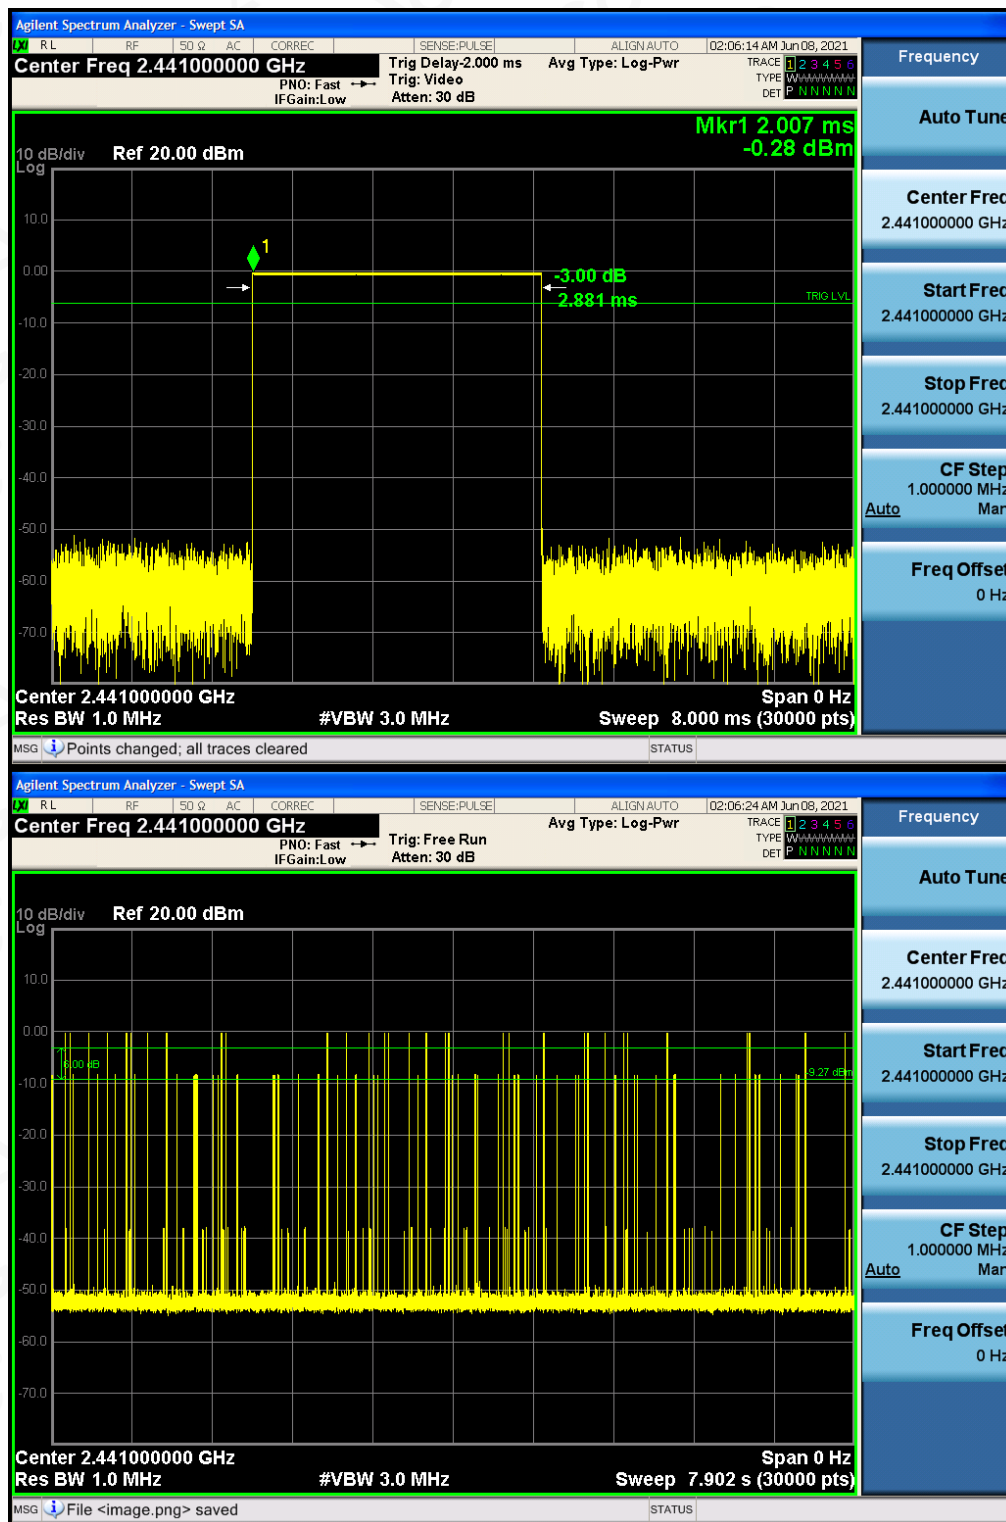 Agilent Spectrum Analyzer - Swept SA
LXI RL RF 50 Ω AC CORREC SENSE:PULSE ALIGN AUTO 02:06:14 AM Jun 08, 2021
Center Freq 2.441000000 GHz
PNO: Fast
IFGain:Low
Trig Delay-2.000 ms
Trig: Video
Atten: 30 dB
Avg Type: Log-Pwr
TRACE 1 2 3 4 5 6
TYPE W
DET P N N N N N
Mkr1 2.007 ms
-0.28 dBm
10 dB/div Ref 20.00 dBm
Log
10.0
0.00
-10.0
-20.0
-30.0
-40.0
-50.0
-60.0
-70.0
1
-3.00 dB
2.881 ms
TRIG LVL
Center 2.441000000 GHz Span 0 Hz
Res BW 1.0 MHz #VBW 3.0 MHz Sweep 8.000 ms (30000 pts)
MSG Points changed; all traces cleared STATUS
Frequency
Auto Tune
Center Freq
2.441000000 GHz
Start Freq
2.441000000 GHz
Stop Freq
2.441000000 GHz
CF Step
1.000000 MHz
Auto Man
Freq Offset
0 Hz
Agilent Spectrum Analyzer - Swept SA
LXI RL RF 50 Ω AC CORREC SENSE:PULSE ALIGN AUTO 02:06:24 AM Jun 08, 2021
Center Freq 2.441000000 GHz
PNO: Fast
IFGain:Low
Trig: Free Run
Atten: 30 dB
Avg Type: Log-Pwr
TRACE 1 2 3 4 5 6
TYPE W
DET P N N N N N
10 dB/div Ref 20.00 dBm
Log
10.0
0.00
-10.0
-20.0
-30.0
-40.0
-50.0
-60.0
-70.0
6.00 dB
-9.27 dBm
Center 2.441000000 GHz Span 0 Hz
Res BW 1.0 MHz #VBW 3.0 MHz Sweep 7.902 s (30000 pts)
MSG File <image.png> saved STATUS
Frequency
Auto Tune
Center Freq
2.441000000 GHz
Start Freq
2.441000000 GHz
Stop Freq
2.441000000 GHz
CF Step
1.000000 MHz
Auto Man
Freq Offset
0 Hz